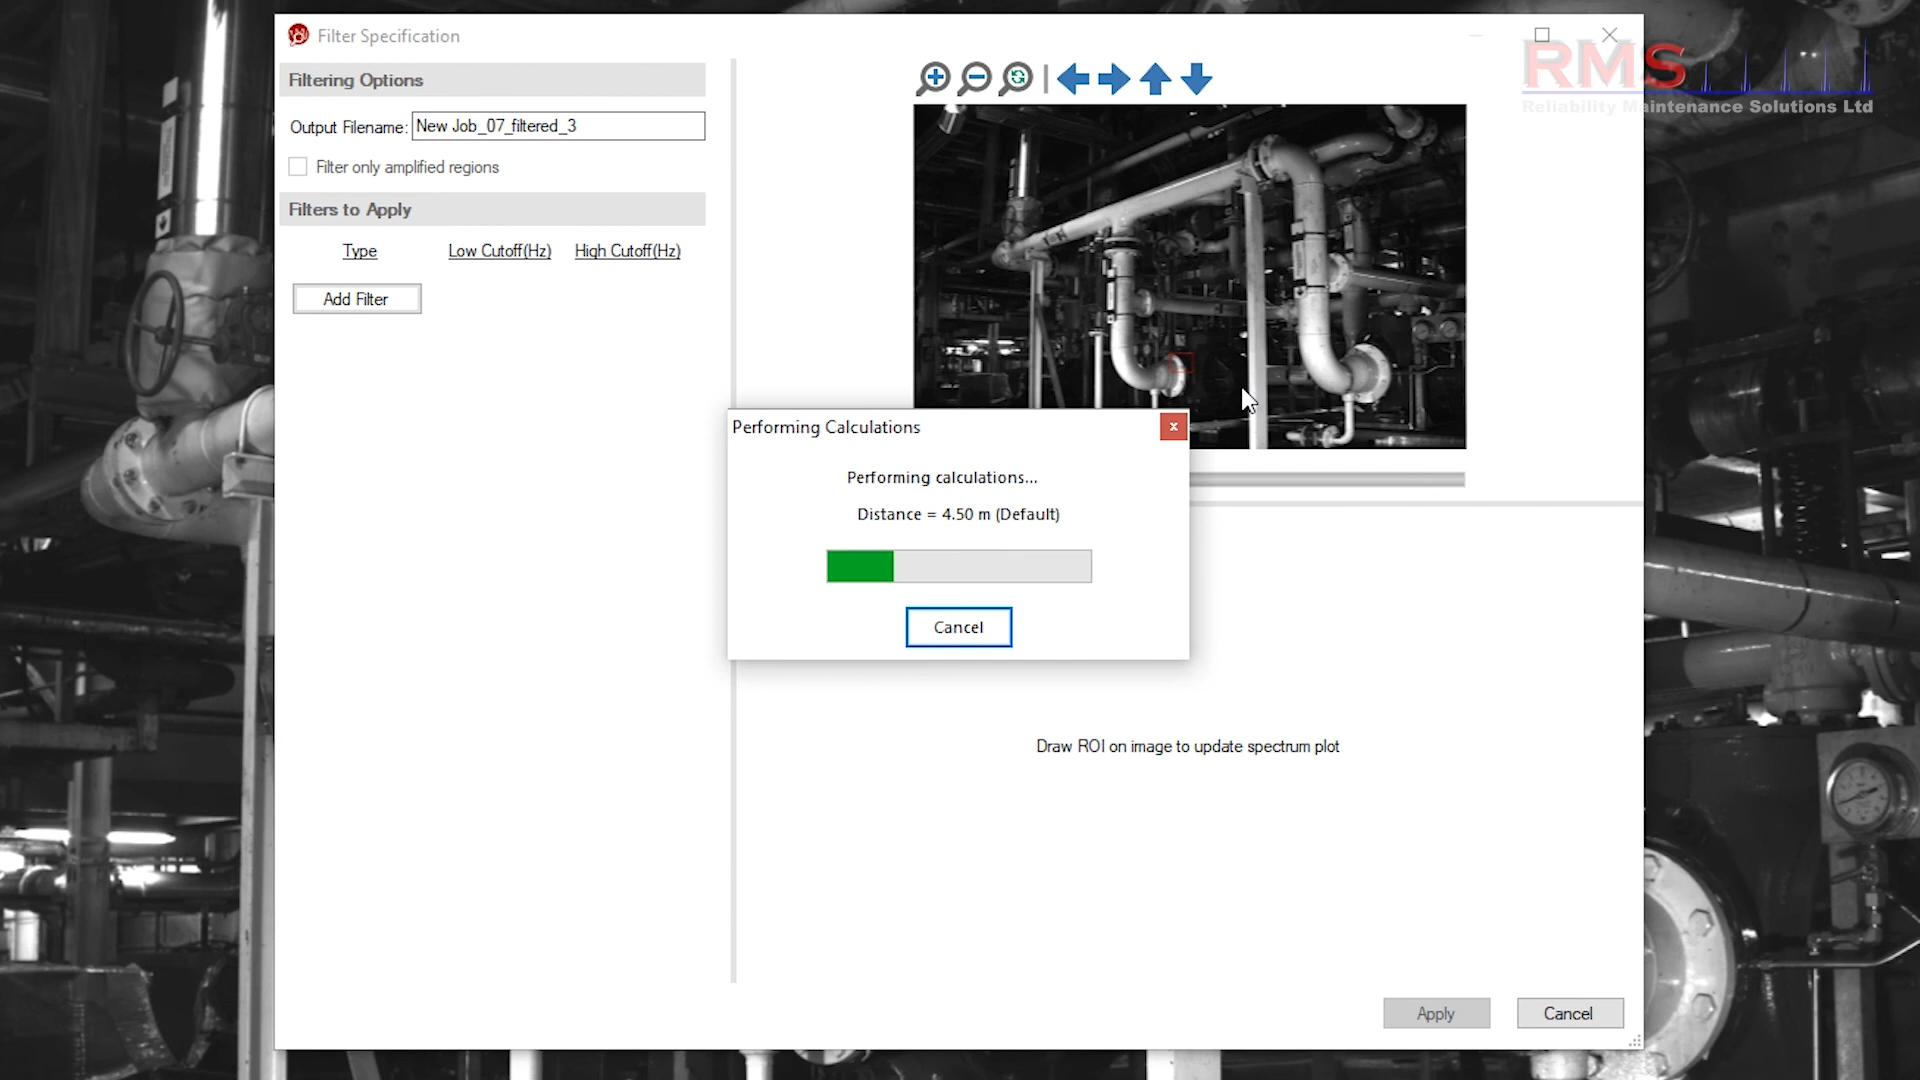 Filter Specification
RMS
Reliability Maintenance Solutions Ltd
Filtering Options
Output Filename: New Job_07_filtered_3
Filter only amplified regions
Filters to Apply
Type Low Cutoff(Hz) High Cutoff(Hz)
Add Filter
Performing Calculations
x
Performing calculations...
Distance = 4.50 m (Default)
Cancel
Draw ROI on image to update spectrum plot
Apply Cancel